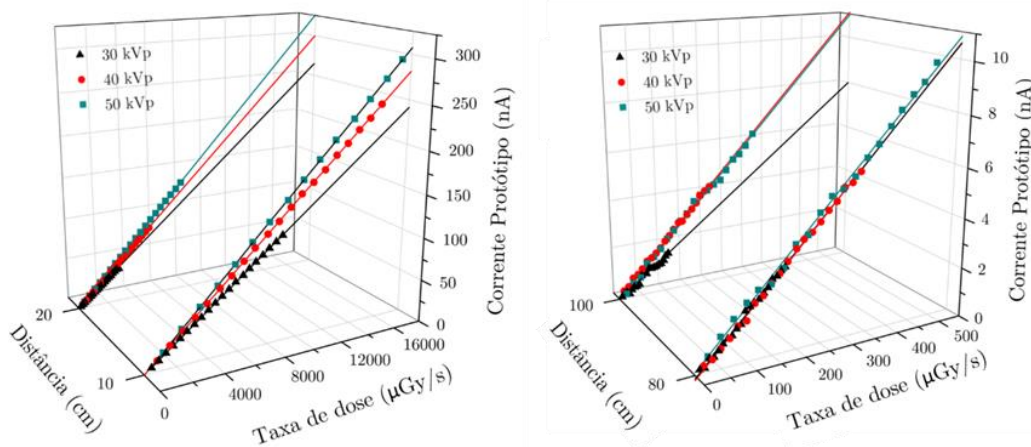 30 kVp
40 kVp
50 kVp
300
250
200
150
100
50
0
Corrente Protótipo (nA)
20
10
Distância (cm)
0
4000
8000
12000
16000
Taxa de dose (μGy/s)
30 kVp
40 kVp
50 kVp
10
8
6
4
2
0
Corrente Protótipo (nA)
100
80
Distância (cm)
0
100
200
300
400
500
Taxa de dose (μGy/s)